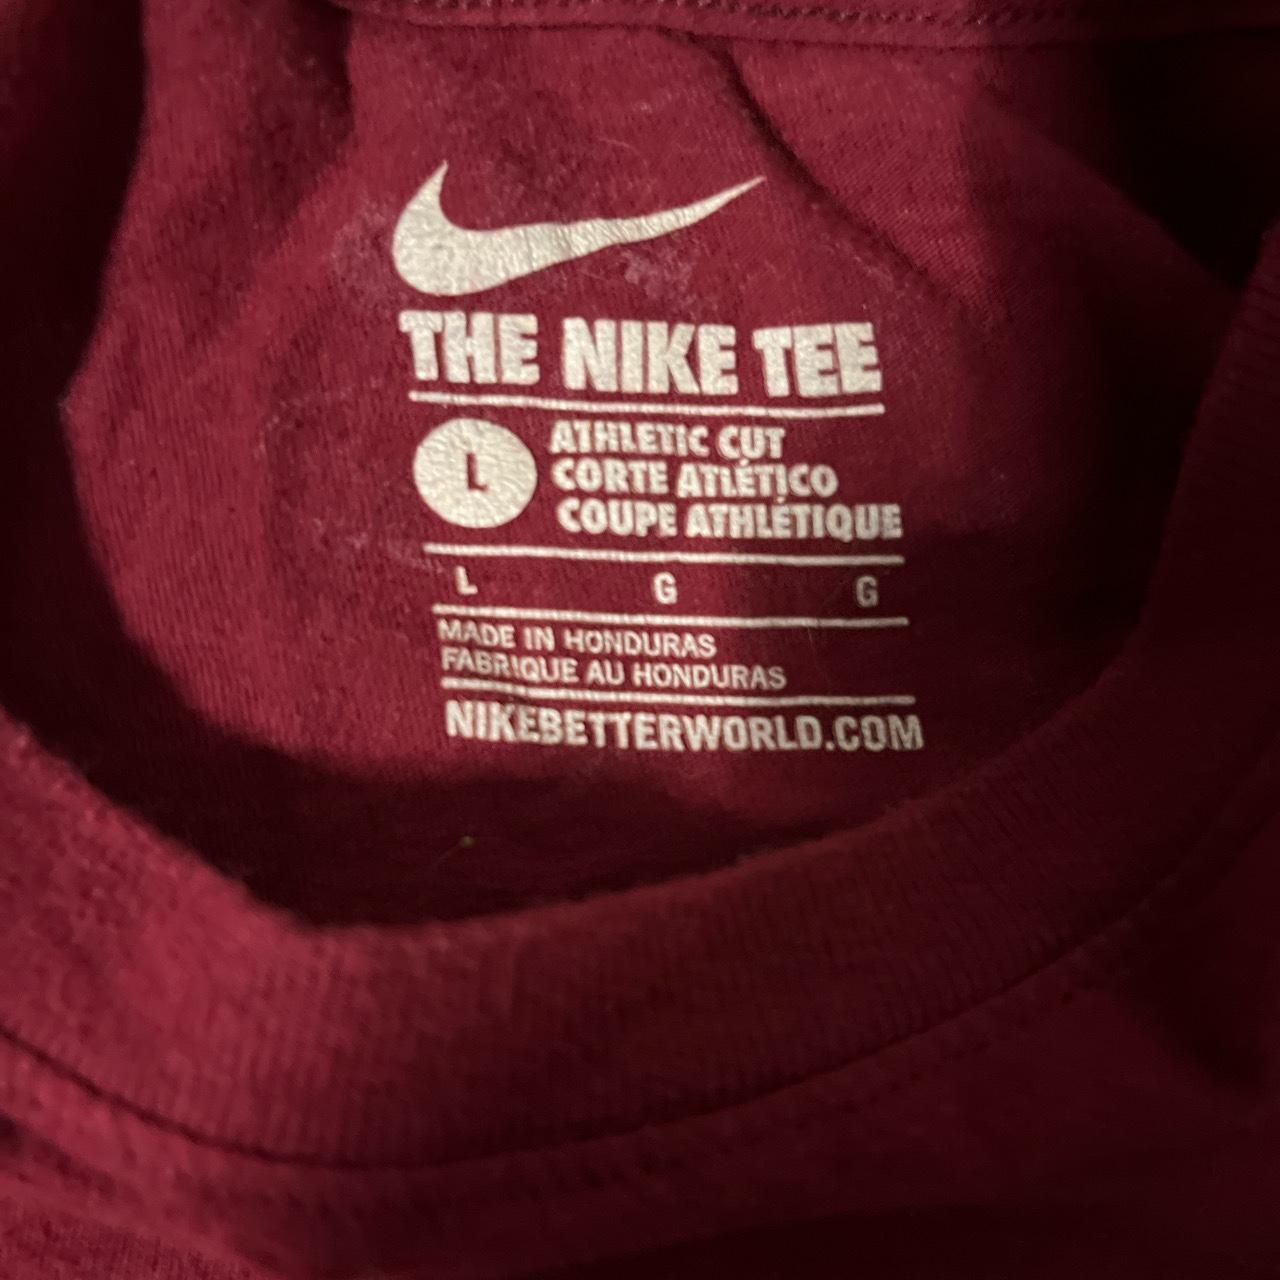 THE NIKE TEE
L
ATHLETIC CUT
CORTE ATLÉTICO
COUPE ATHLÉTIQUE
L G G
MADE IN HONDURAS
FABRIQUE AU HONDURAS
NIKEBETTERWORLD.COM